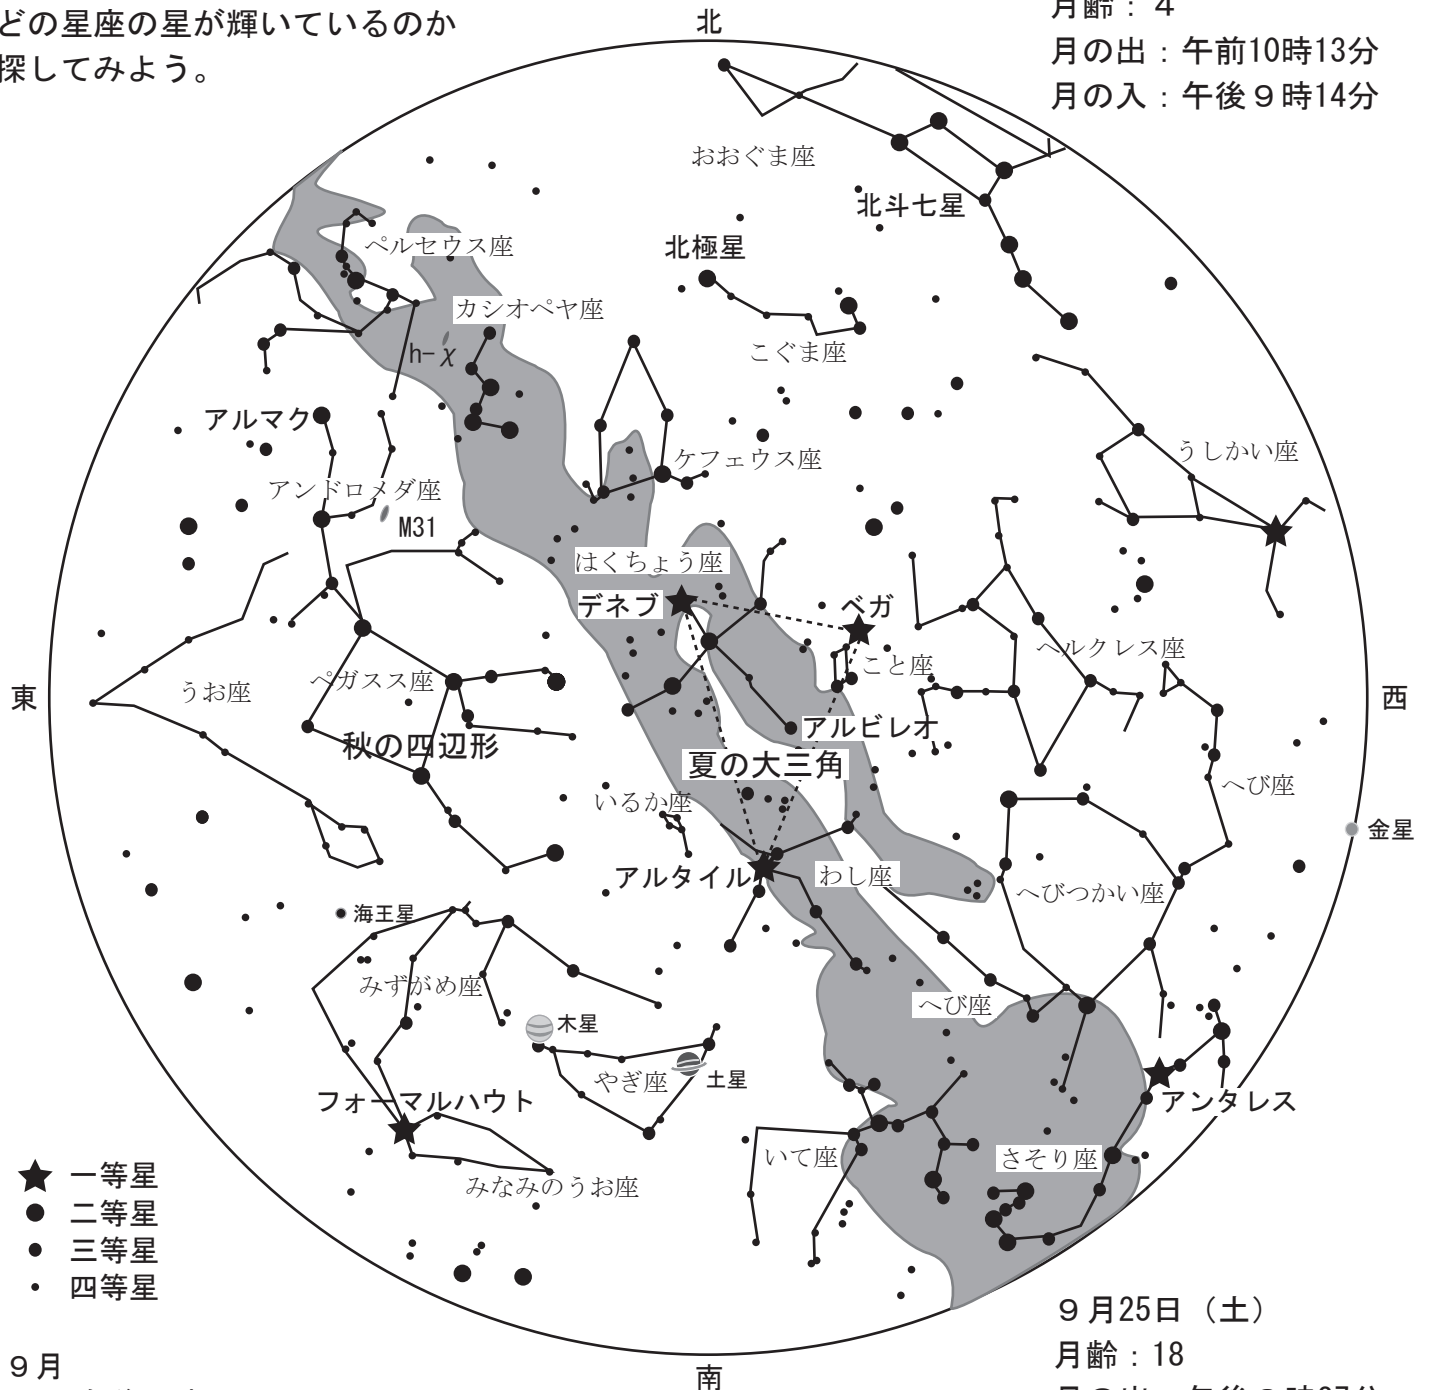 どの星座の星が輝いているのか
探してみよう。
月齢：４
月の出：午前10時13分
月の入：午後９時14分
北
おおぐま座
北斗七星
北極星
ペルセウス座
カシオペヤ座
h-χ
こぐま座
アルマク
うしかい座
ケフェウス座
アンドロメダ座
M31
はくちょう座
デネブ
ベガ
ヘルクレス座
こと座
東
うお座
ペガスス座
西
アルビレオ
秋の四辺形
夏の大三角
へび座
いるか座
金星
アルタイル
わし座
へびつかい座
海王星
みずがめ座
へび座
木星
やぎ座
土星
フォーマルハウト
アンタレス
いて座
さそり座
みなみのうお座
一等星
二等星
三等星
四等星
９月25日（土）
月齢：18
９月
南